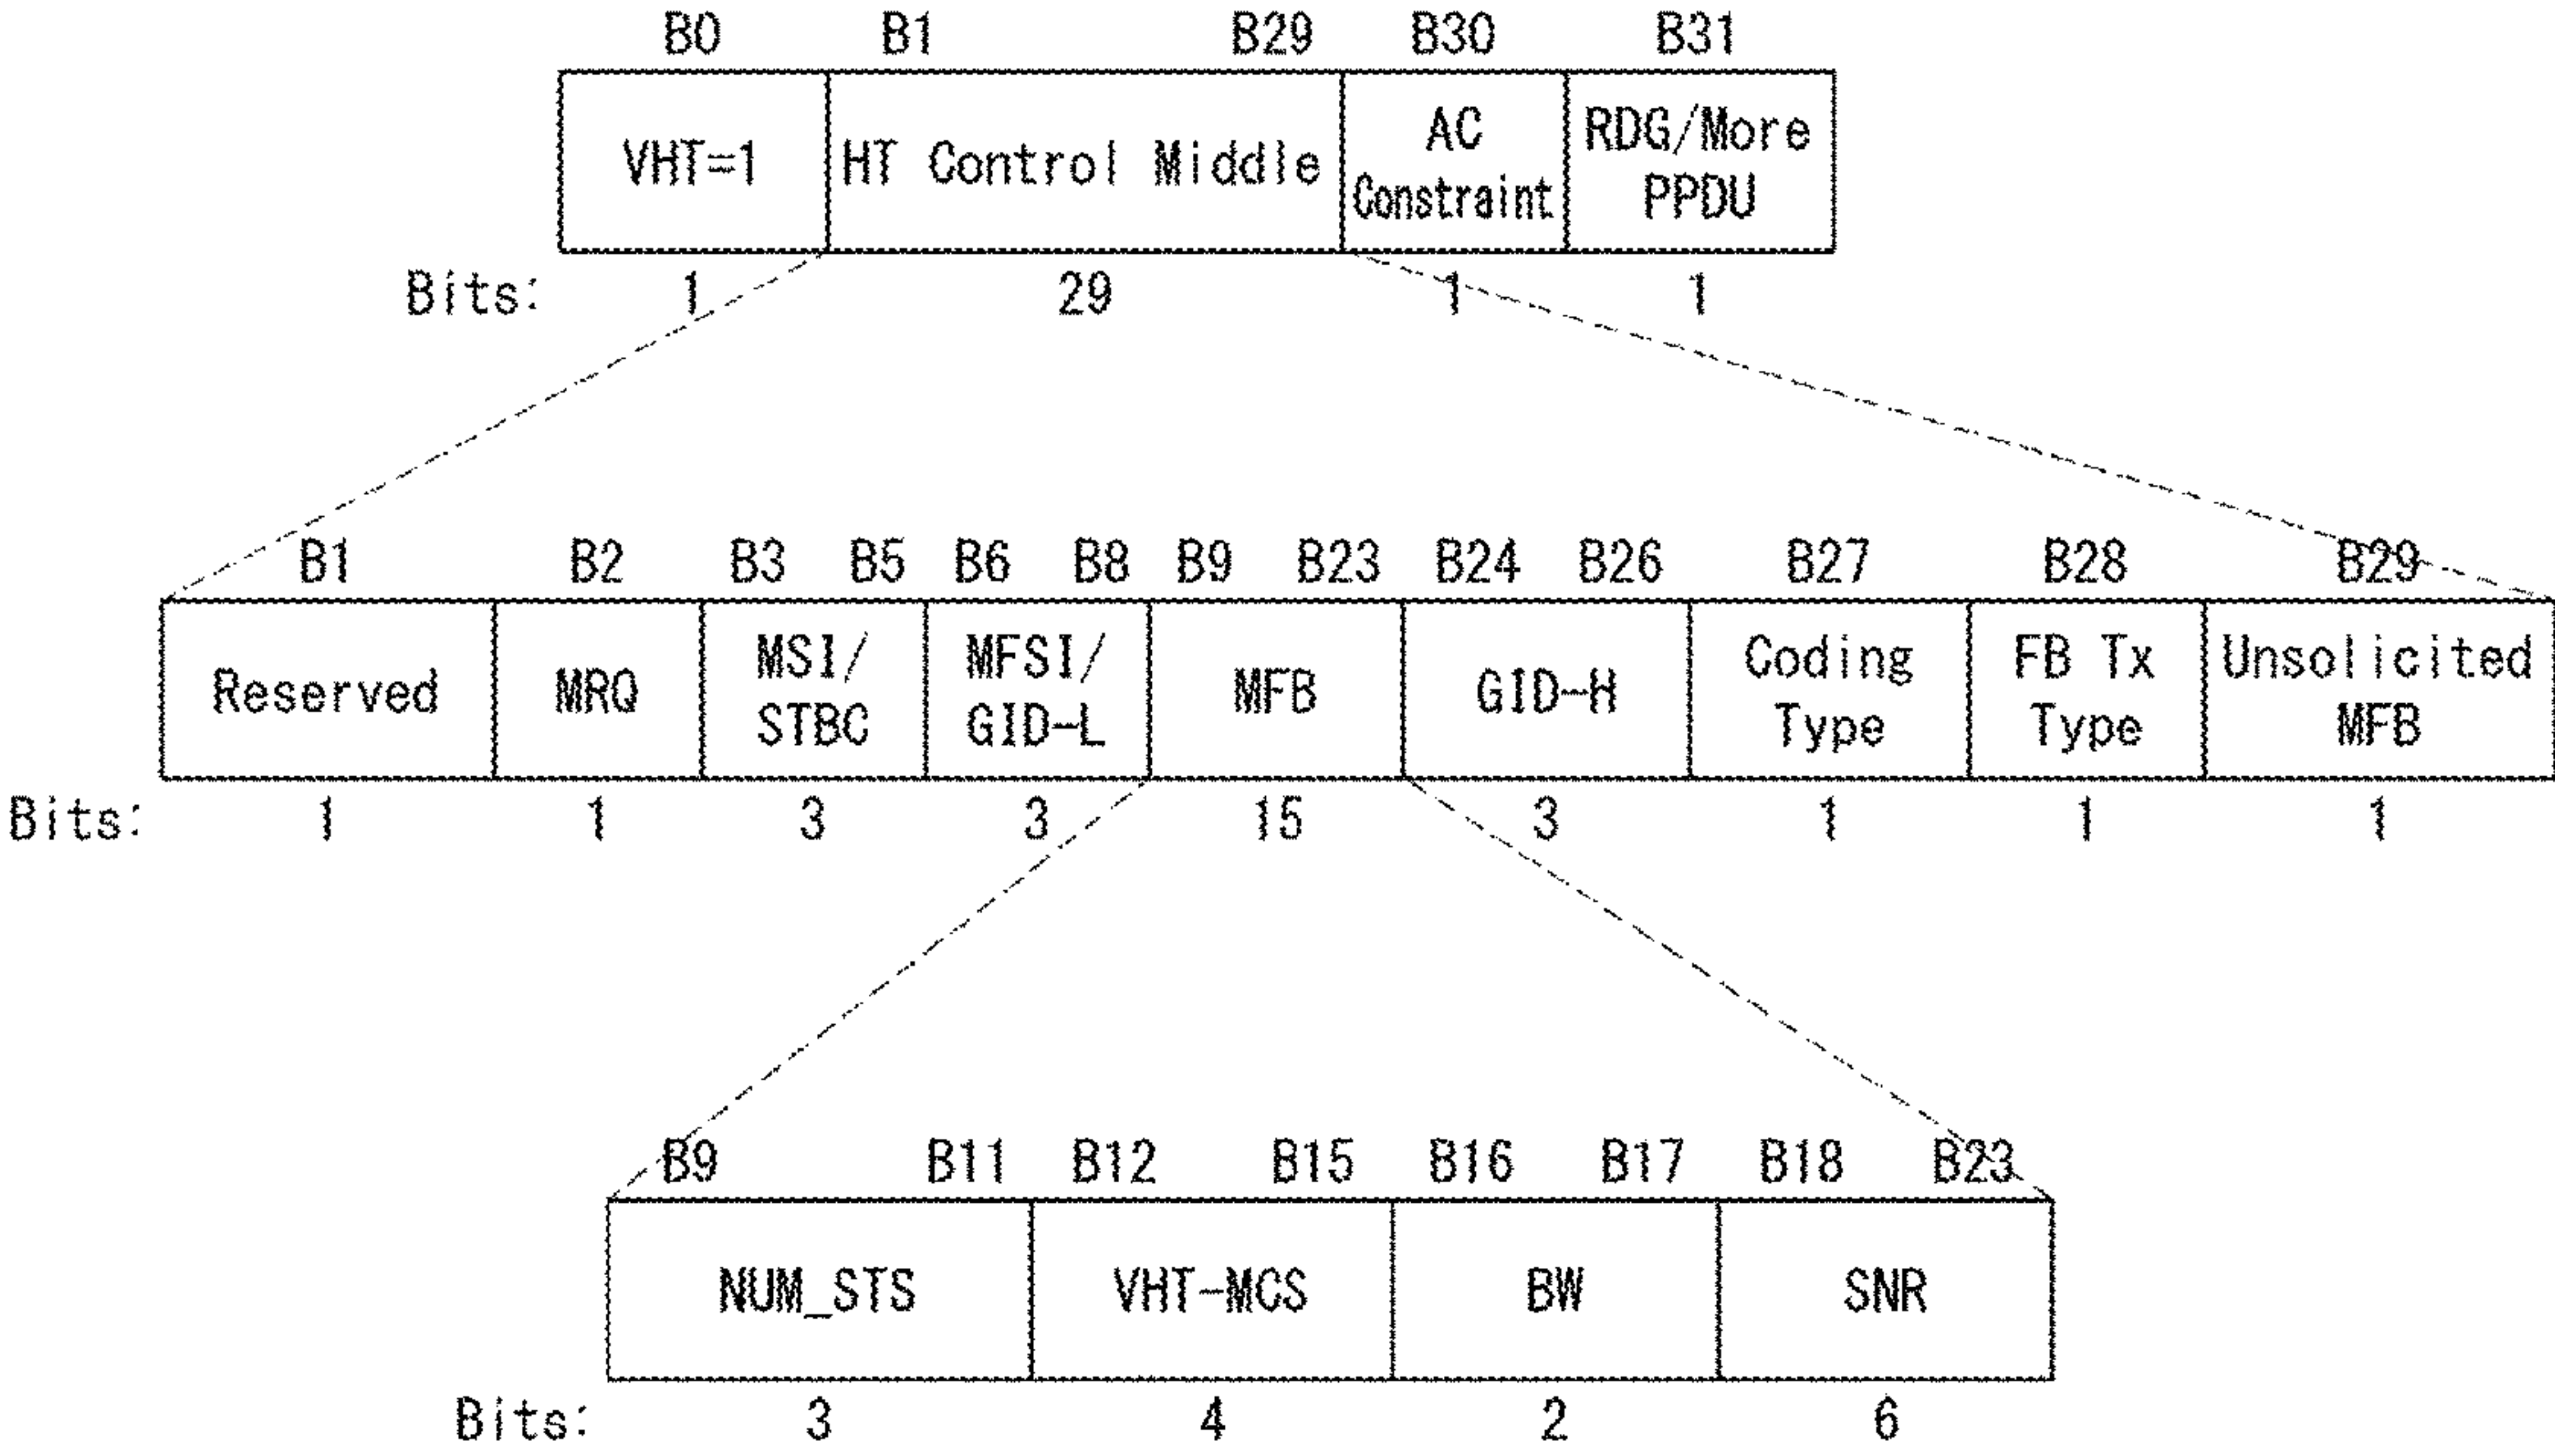 B0 B1 B29 B30 B31
VHT=1 HT Control Middle AC Constraint RDG/More PPDU
Bits: 1 29 1 1
B1 B2 B3 B5 B6 B8 B9 B23 B24 B26 B27 B28 B29
Reserved MRQ MSI/ STBC MFSI/ GID-L MFB GID-H Coding Type FB Tx Type Unsolicited MFB
Bits: 1 1 3 3 15 3 1 1 1
B9 B11 B12 B15 B16 B17 B18 B23
NUM_STS VHT-MCS BW SNR
Bits: 3 4 2 6